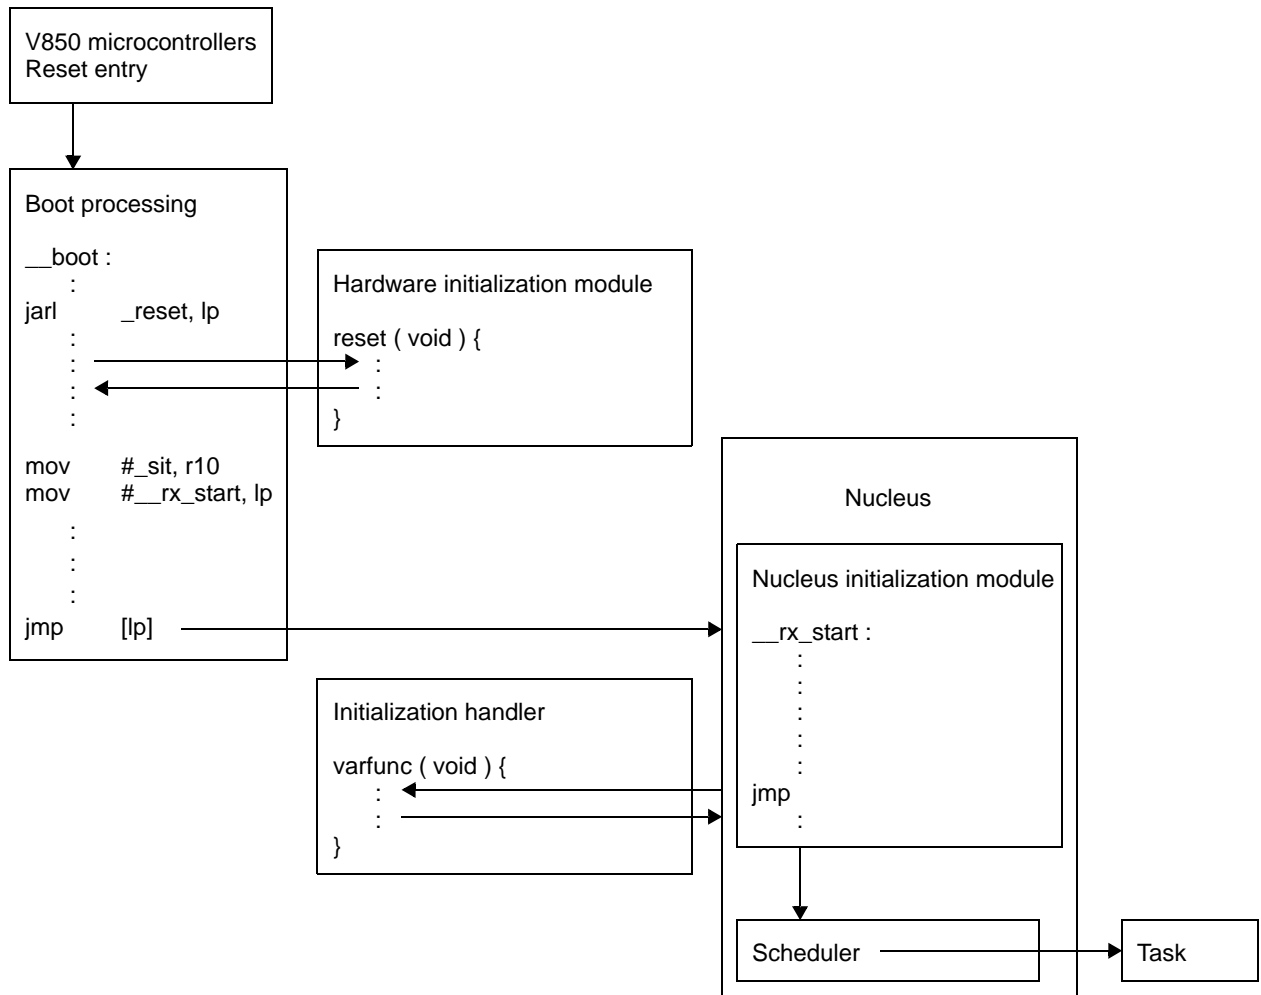 V850 microcontrollers
Reset entry
Boot processing
__boot :
:
jarl _reset, lp
:
:
:
:
mov #_sit, r10
mov #__rx_start, lp
:
:
:
jmp [lp]
Hardware initialization module
reset ( void ) {
:
:
}
Initialization handler
varfunc ( void ) {
:
:
}
Nucleus
Nucleus initialization module
__rx_start :
:
:
:
:
:
jmp
:
Scheduler
Task